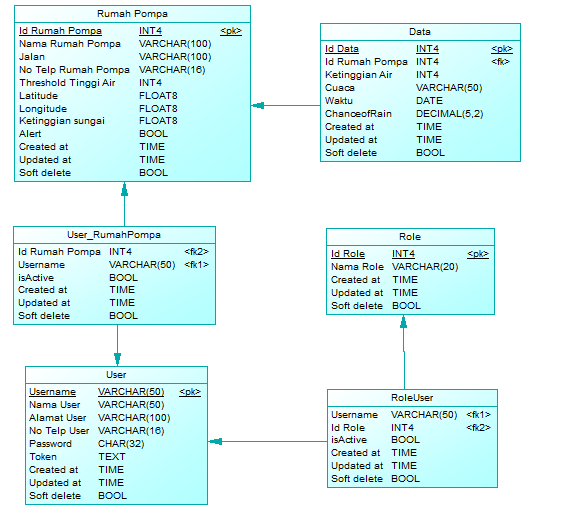 Rumah Pompa
Id Rumah Pompa INT4 <pk>
Nama Rumah Pompa VARCHAR(100)
Jalan VARCHAR(100)
No Telp Rumah Pompa VARCHAR(16)
Threshold Tinggi Air INT4
Latitude FLOAT8
Longitude FLOAT8
Ketinggian sungai FLOAT8
Alert BOOL
Created at TIME
Updated at TIME
Soft delete BOOL
Data
Id Data INT4 <pk>
Id Rumah Pompa INT4 <fk>
Ketinggian Air INT4
Cuaca VARCHAR(50)
Waktu DATE
ChanceofRain DECIMAL(5,2)
Created at TIME
Updated at TIME
Soft delete BOOL
User_RumahPompa
Id Rumah Pompa INT4 <fk2>
Username VARCHAR(50) <fk1>
isActive BOOL
Created at TIME
Updated at TIME
Soft delete BOOL
Role
Id Role INT4 <pk>
Nama Role VARCHAR(20)
Created at TIME
Updated at TIME
Soft delete BOOL
User
Username VARCHAR(50) <pk>
Nama User VARCHAR(50)
Alamat User VARCHAR(100)
No Telp User VARCHAR(16)
Password CHAR(32)
Token TEXT
Created at TIME
Updated at TIME
Soft delete BOOL
RoleUser
Username VARCHAR(50) <fk1>
Id Role INT4 <fk2>
isActive BOOL
Created at TIME
Updated at TIME
Soft delete BOOL